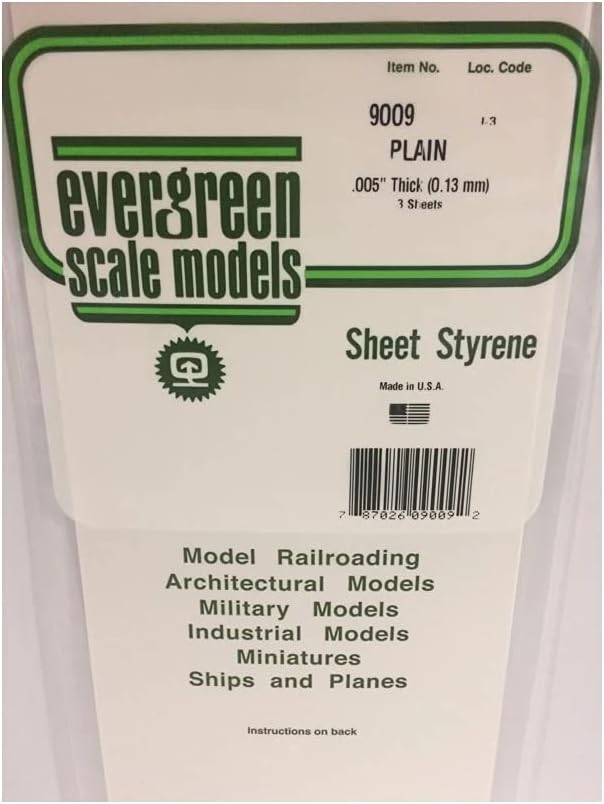 Item No. Loc. Code
9009 L3
PLAIN
.005" Thick (0.13 mm)
3 Sheets
evergreen
scale models
Sheet Styrene
Made in U.S.A.
7 87026 09009 2
Model Railroading
Architectural Models
Military Models
Industrial Models
Miniatures
Ships and Planes
Instructions on back